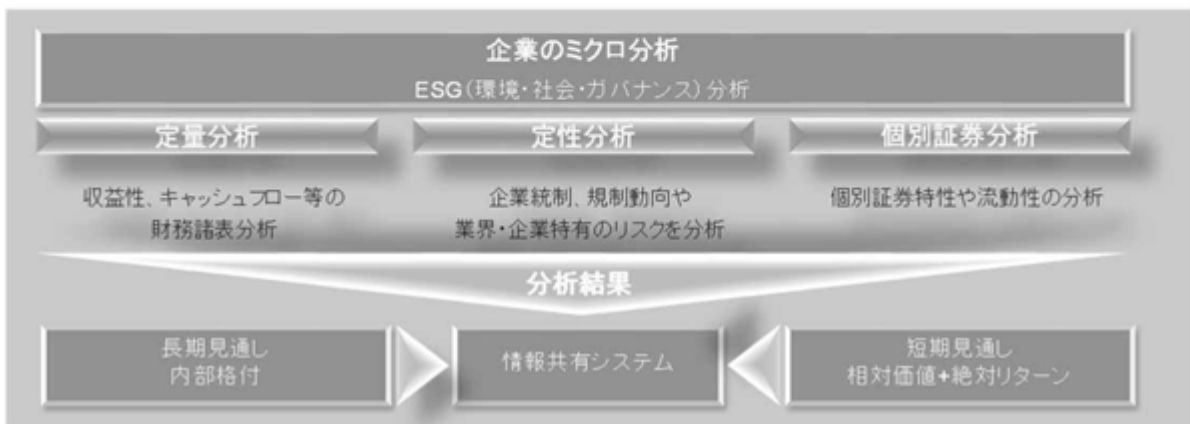 企業のミクロ分析
ESG(環境・社会・ガバナンス)分析
定量分析
収益性、キャッシュフロー等の
財務諸表分析
定性分析
企業統制、規制動向や
業界・企業特有のリスクを分析
個別証券分析
個別証券特性や流動性の分析
分析結果
長期見通し
内部格付
情報共有システム
短期見通し
相対価値+絶対リターン